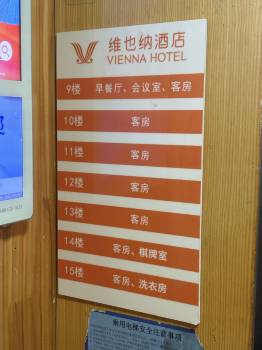 维也纳酒店
VIENNA HOTEL
9楼 早餐厅、会议室、客房
10楼 客房
11楼 客房
12楼 客房
13楼 客房
14楼 客房、棋牌室
15楼 客房、洗衣房
乘用电梯安全注意事项